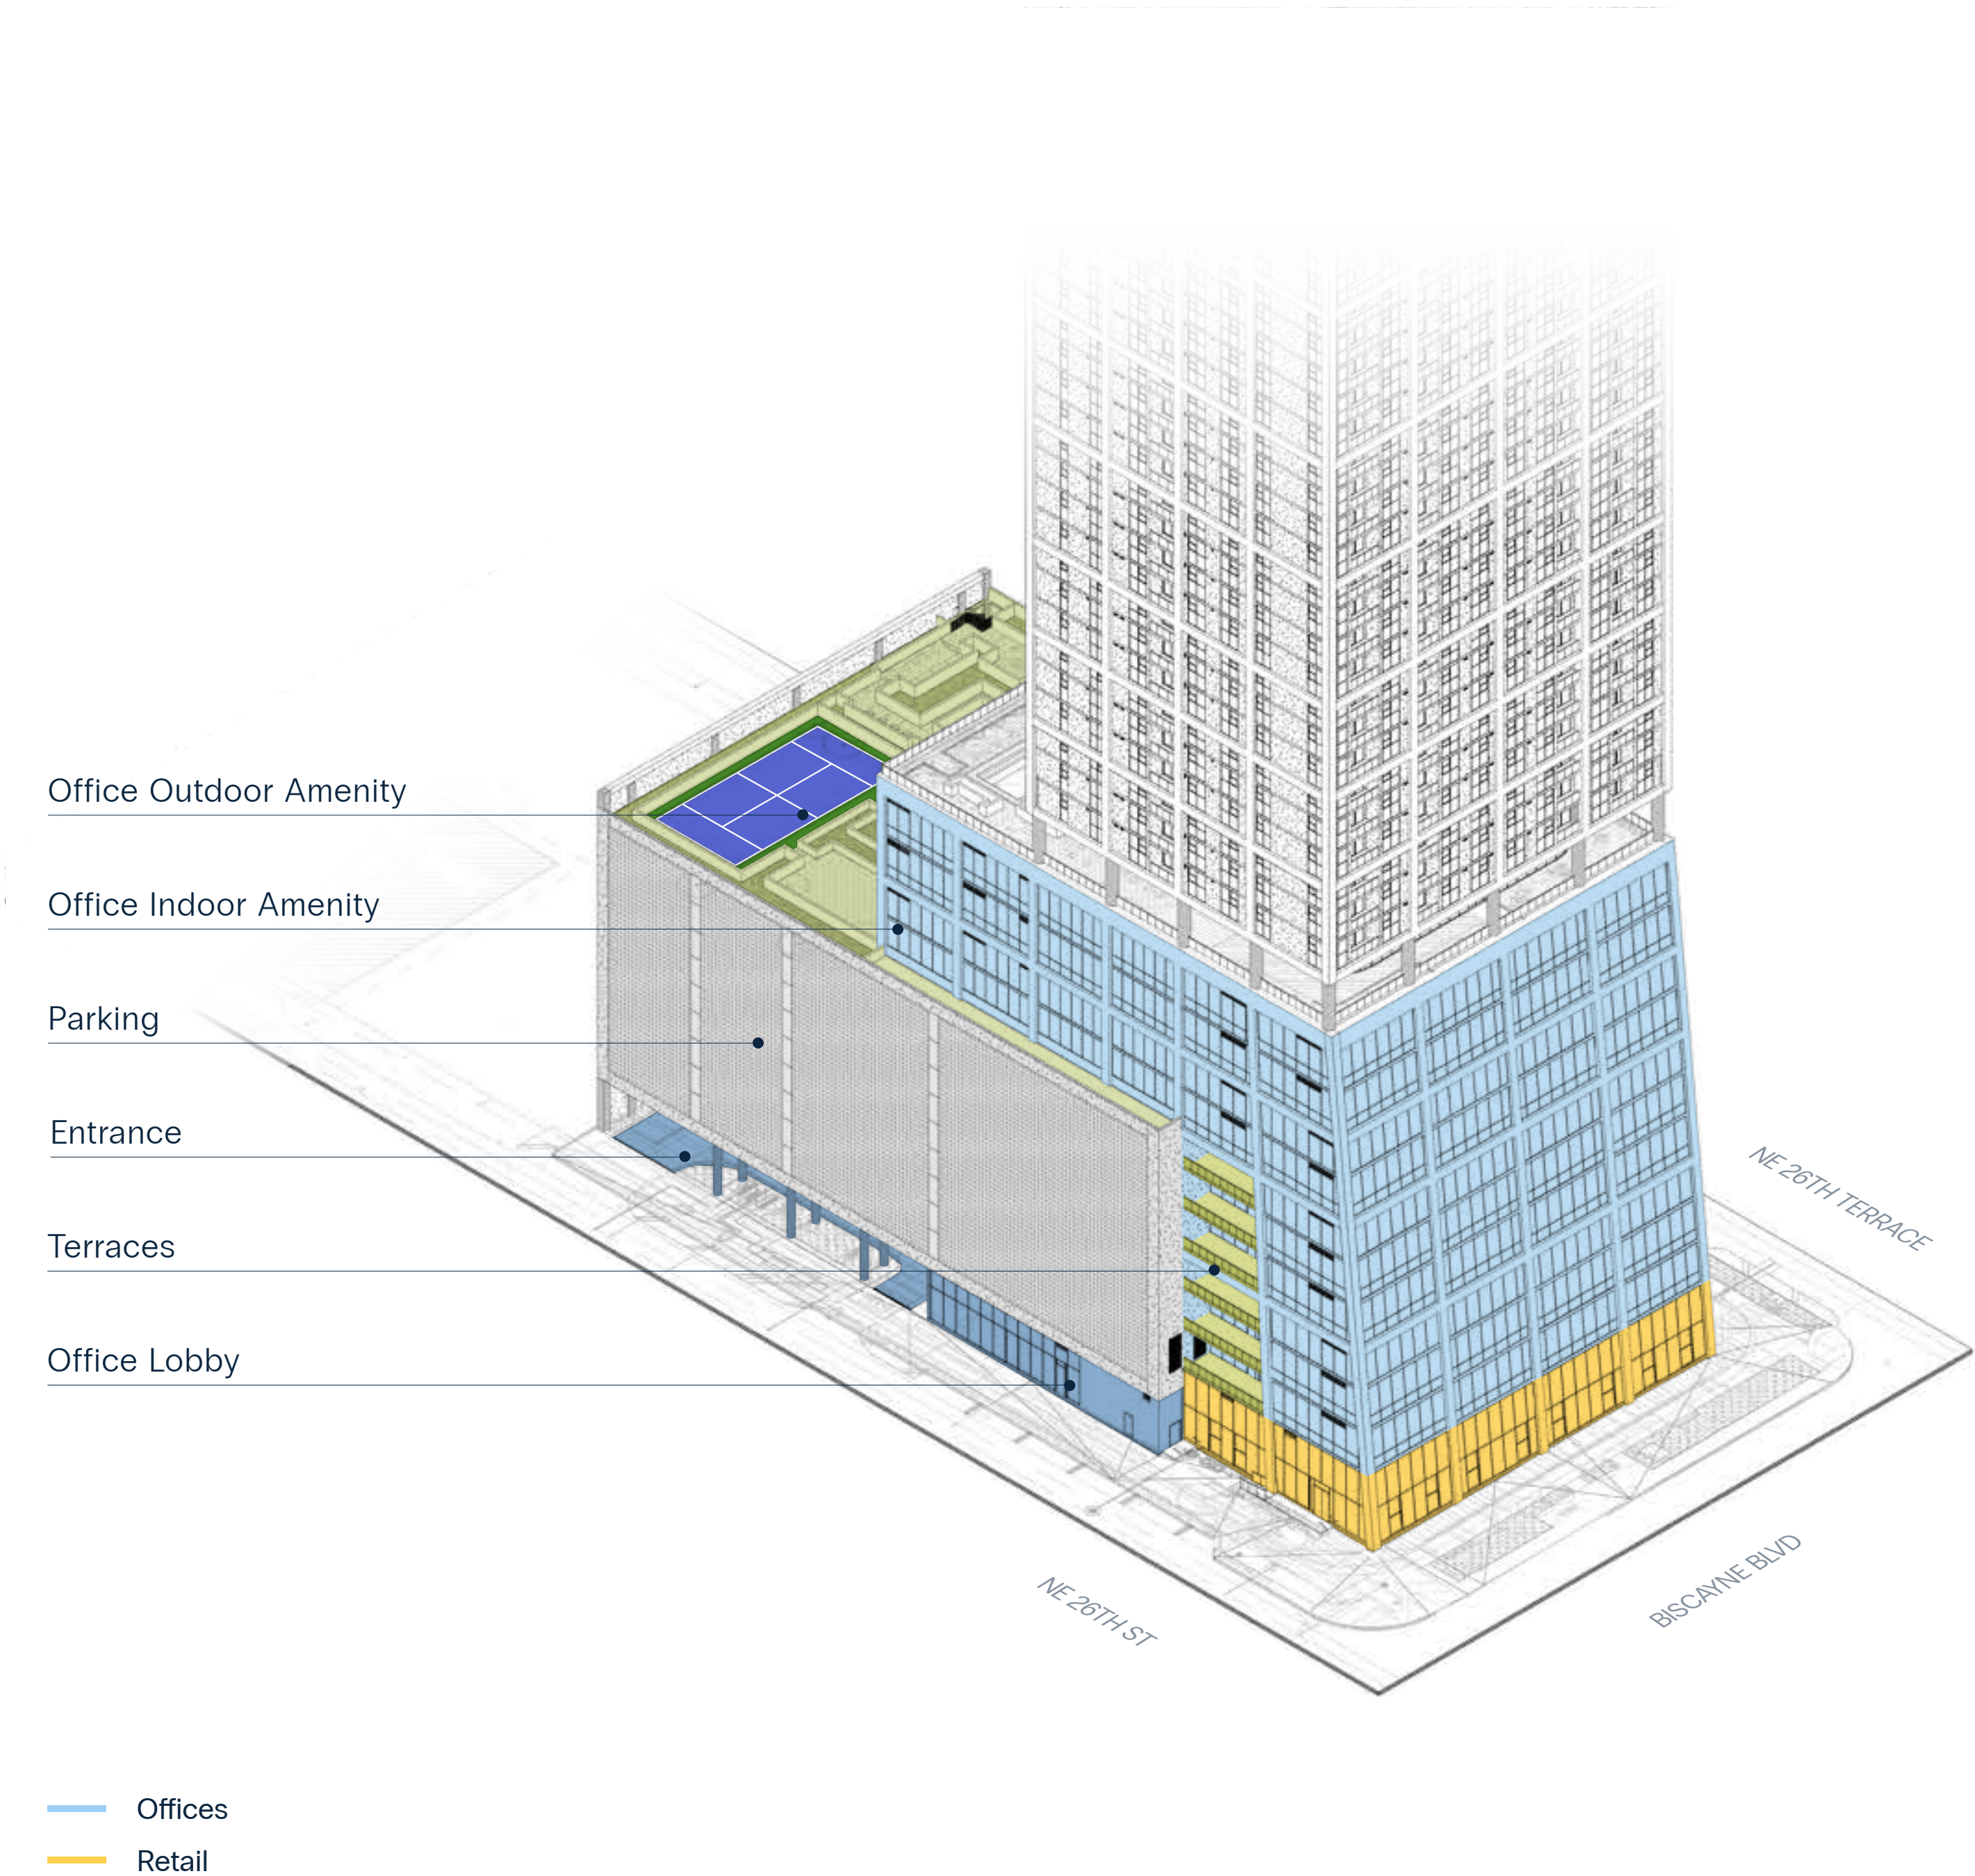 Office Outdoor Amenity
Office Indoor Amenity
Parking
Entrance
Terraces
Office Lobby
NE 26TH TERRACE
BISCAYNE BLVD
NE 26TH ST
Offices
Retail